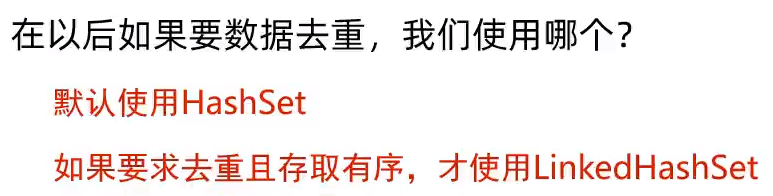 在以后如果要数据去重，我们使用哪个？
默认使用HashSet
如果要求去重且存取有序，才使用LinkedHashSet